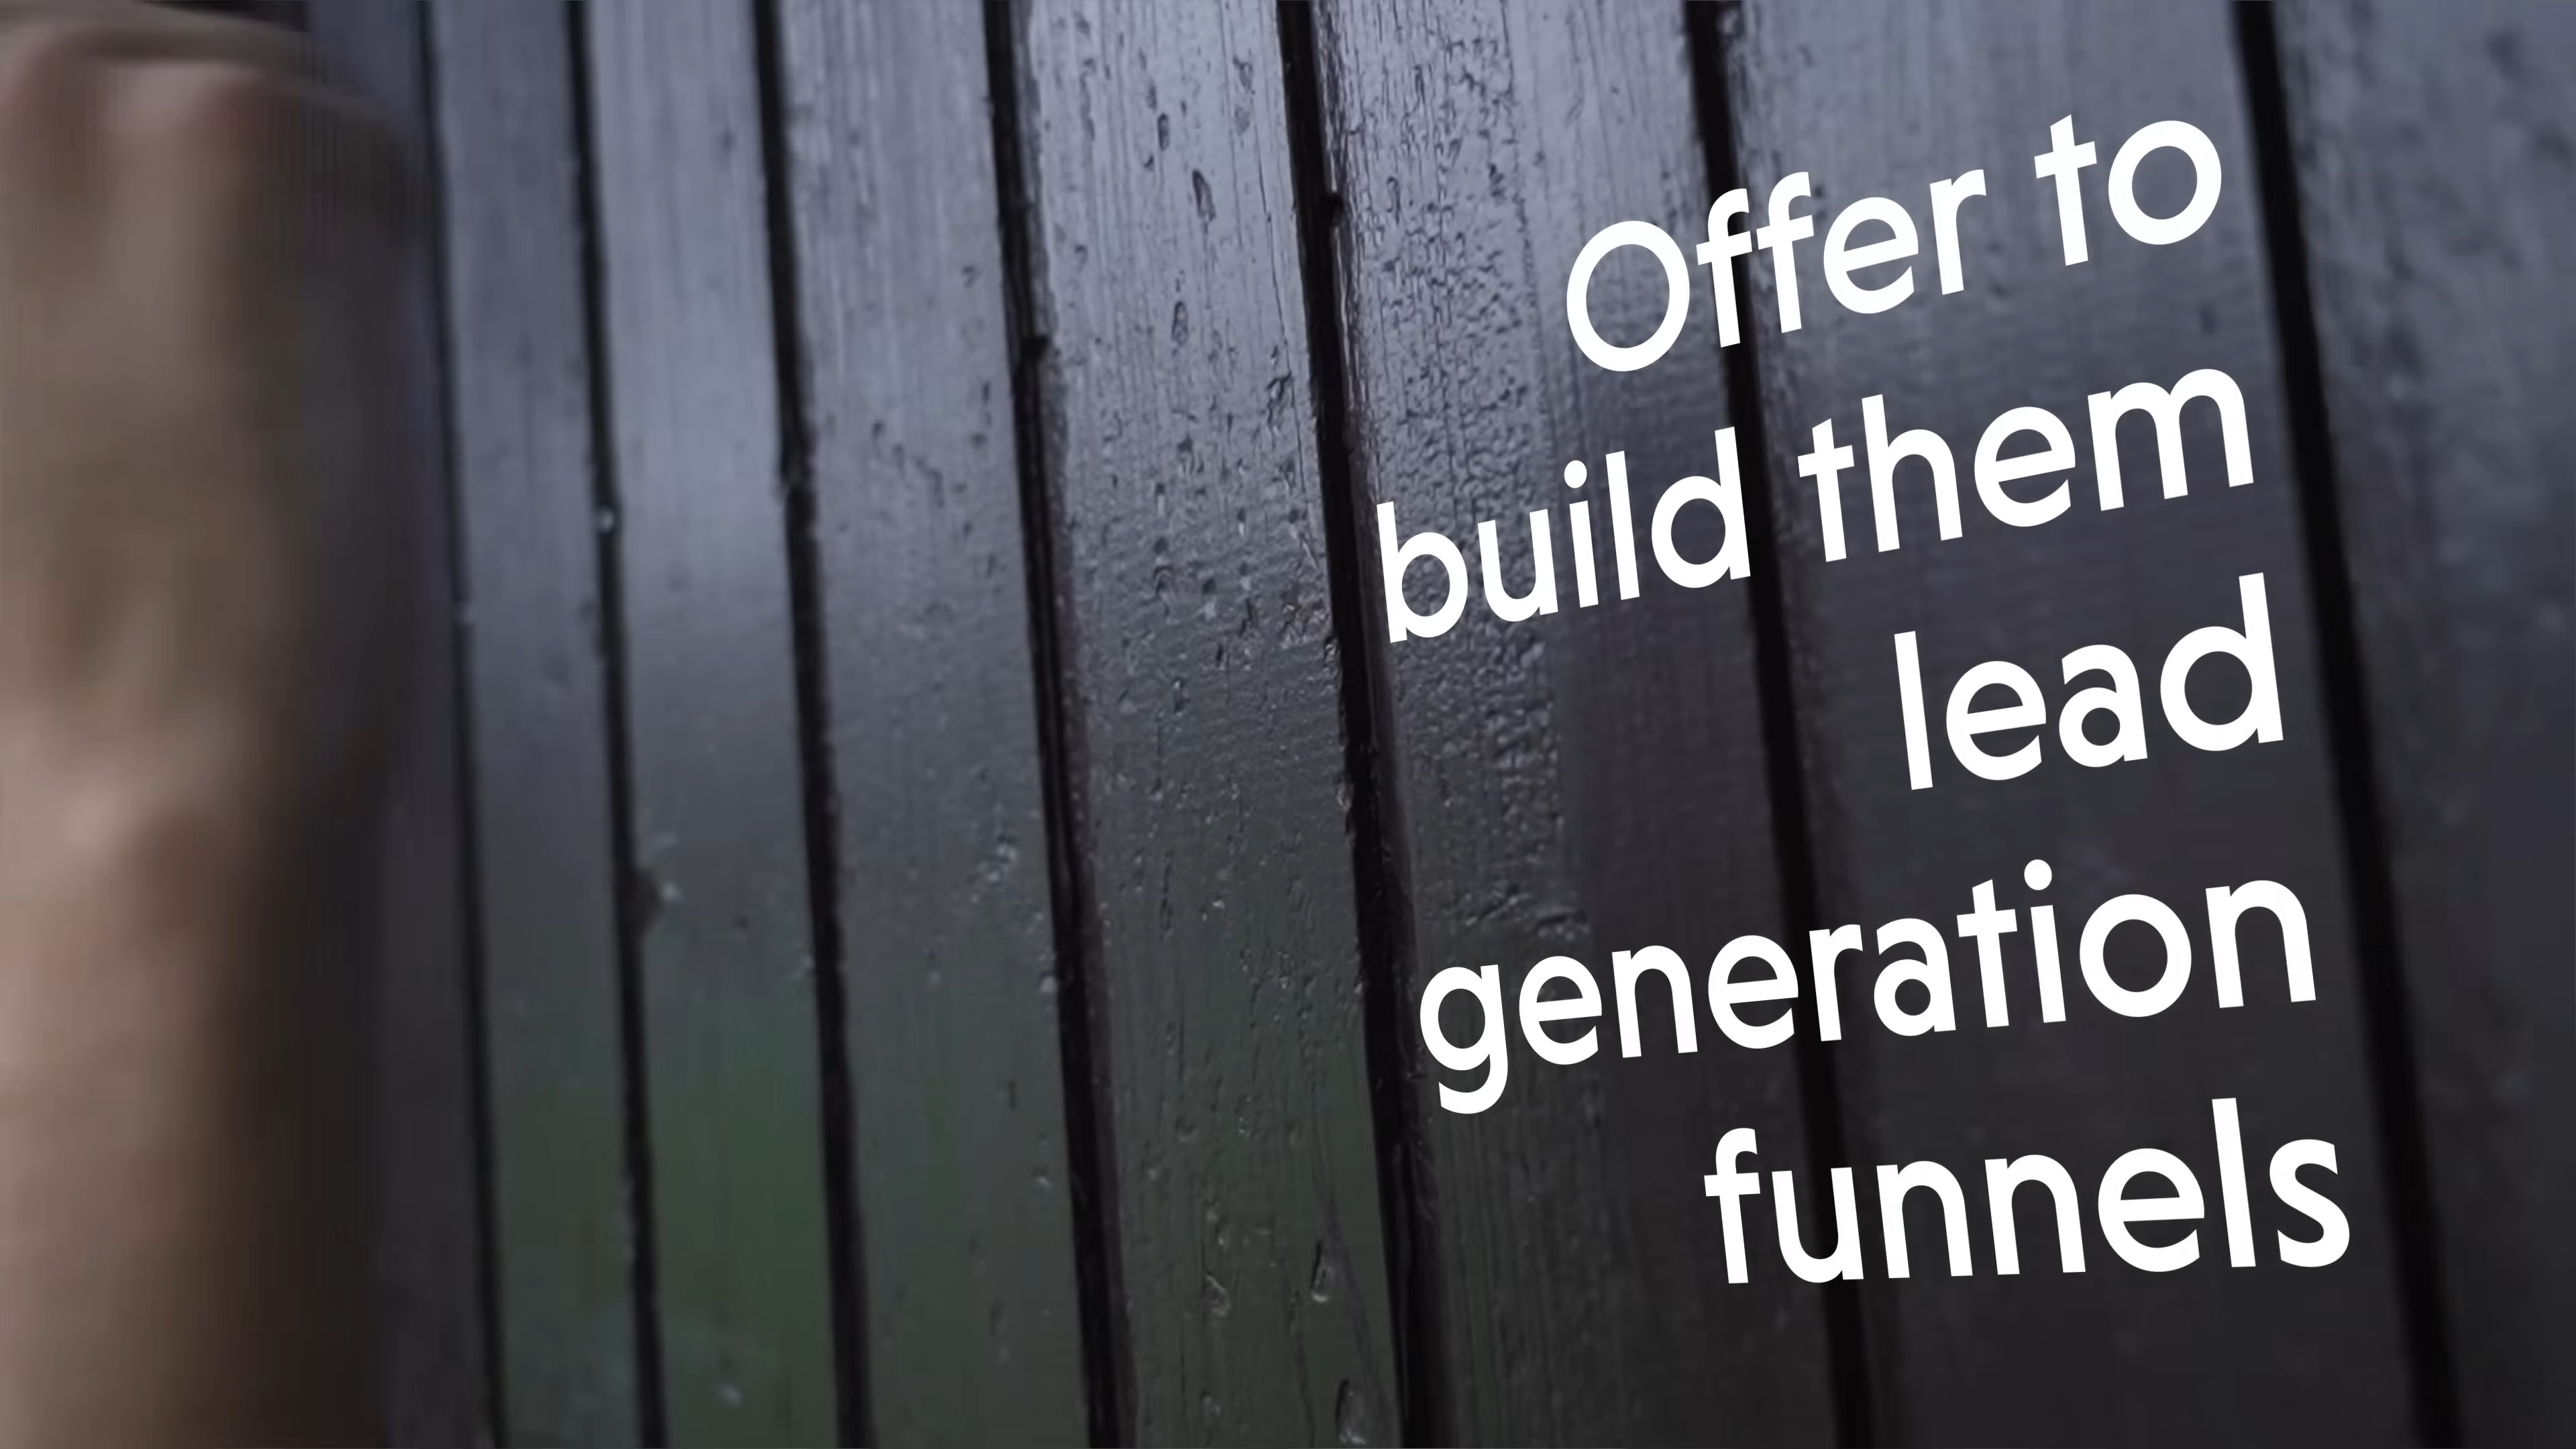 Offer to
build them
lead
generation
funnels